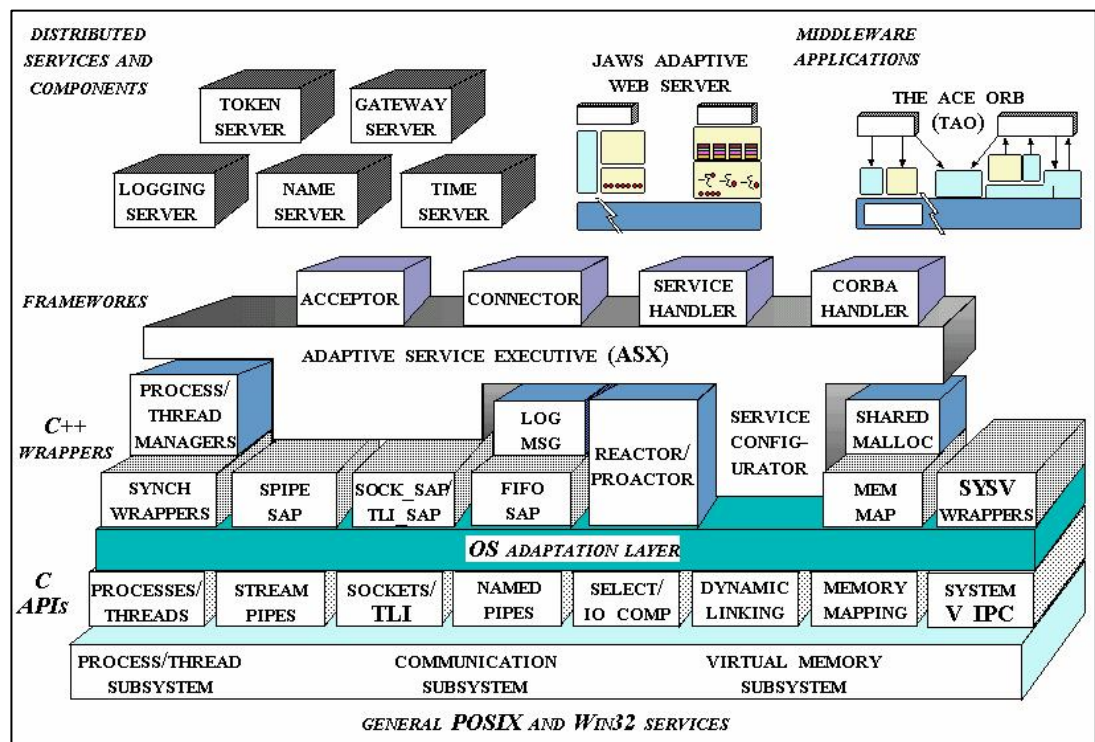 DISTRIBUTED
SERVICES AND
COMPONENTS
MIDDLEWARE
APPLICATIONS
JAWS ADAPTIVE
WEB SERVER
THE ACE ORB
(TAO)
TOKEN
SERVER
GATEWAY
SERVER
LOGGING
SERVER
NAME
SERVER
TIME
SERVER
FRAMEWORKS
ACCEPTOR
CONNECTOR
SERVICE
HANDLER
CORBA
HANDLER
ADAPTIVE SERVICE EXECUTIVE (ASX)
C++
WRAPPERS
PROCESS/
THREAD
MANAGERS
LOG
MSG
REACTOR/
PROACTOR
SERVICE
CONFIG-
URATOR
SHARED
MALLOC
SYNCH
WRAPPERS
SPIPE
SAP
SOCK_SAP/
TLI_SAP
FIFO
SAP
MEM
MAP
SYSV
WRAPPERS
OS ADAPTATION LAYER
C
APIS
PROCESSES/
THREADS
STREAM
PIPES
SOCKETS/
TLI
NAMED
PIPES
SELECT/
IO COMP
DYNAMIC
LINKING
MEMORY
MAPPING
SYSTEM
V IPC
PROCESS/THREAD
SUBSYSTEM
COMMUNICATION
SUBSYSTEM
VIRTUAL MEMORY
SUBSYSTEM
GENERAL POSIX AND WIN32 SERVICES